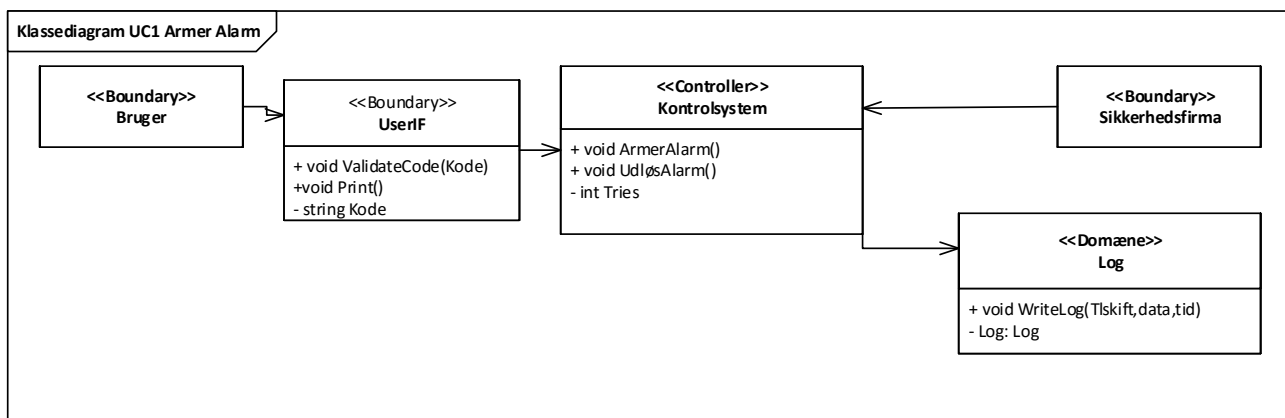 Klassediagram UC1 Armer Alarm
<<Boundary>>
Bruger
<<Boundary>>
UserIF
+ void ValidateCode(Kode)
+void Print()
- string Kode
<<Controller>>
Kontrolsystem
+ void ArmerAlarm()
+ void UdløsAlarm()
- int Tries
<<Boundary>>
Sikkerhedsfirma
<<Domæne>>
Log
+ void WriteLog(Tlskift,data,tid)
- Log: Log